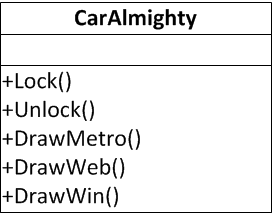 CarAlmighty
+Lock()
+Unlock()
+DrawMetro()
+DrawWeb()
+DrawWin()